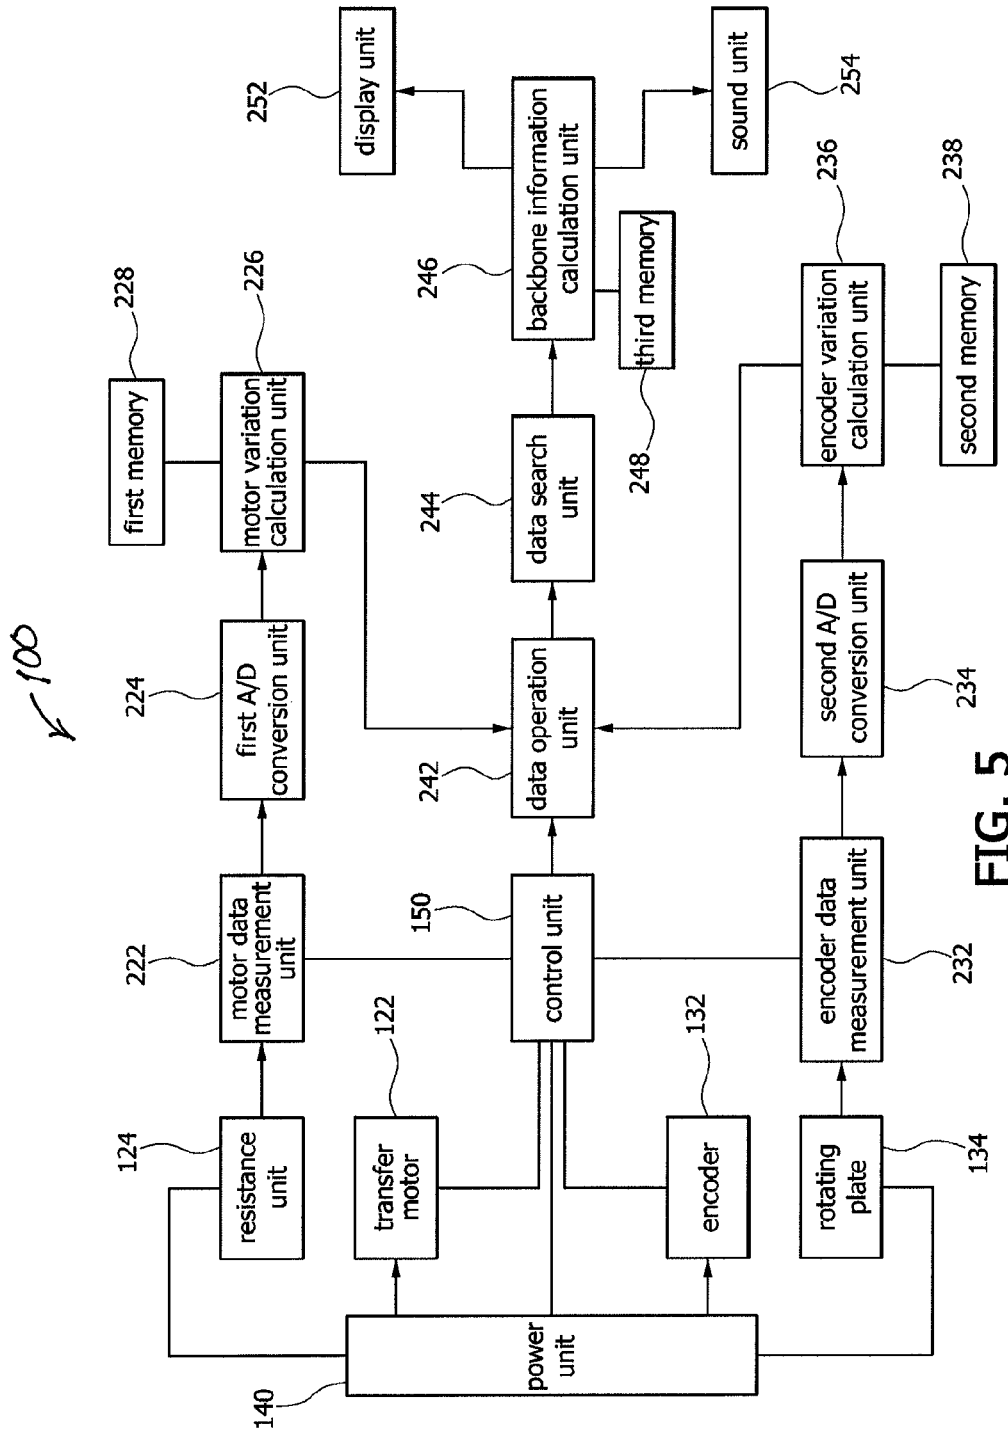 100
228
first memory
226
motor variation
calculation unit
224
first A/D
conversion unit
222
motor data
measurement
unit
124
resistance
unit
252
display unit
246
backbone information
calculation unit
third memory
248
254
sound unit
244
data search
unit
242
data operation
unit
150
control unit
122
transfer
motor
132
encoder
140
power
unit
236
encoder variation
calculation unit
238
second memory
234
second A/D
conversion unit
232
encoder data
measurement unit
134
rotating
plate
FIG. 5